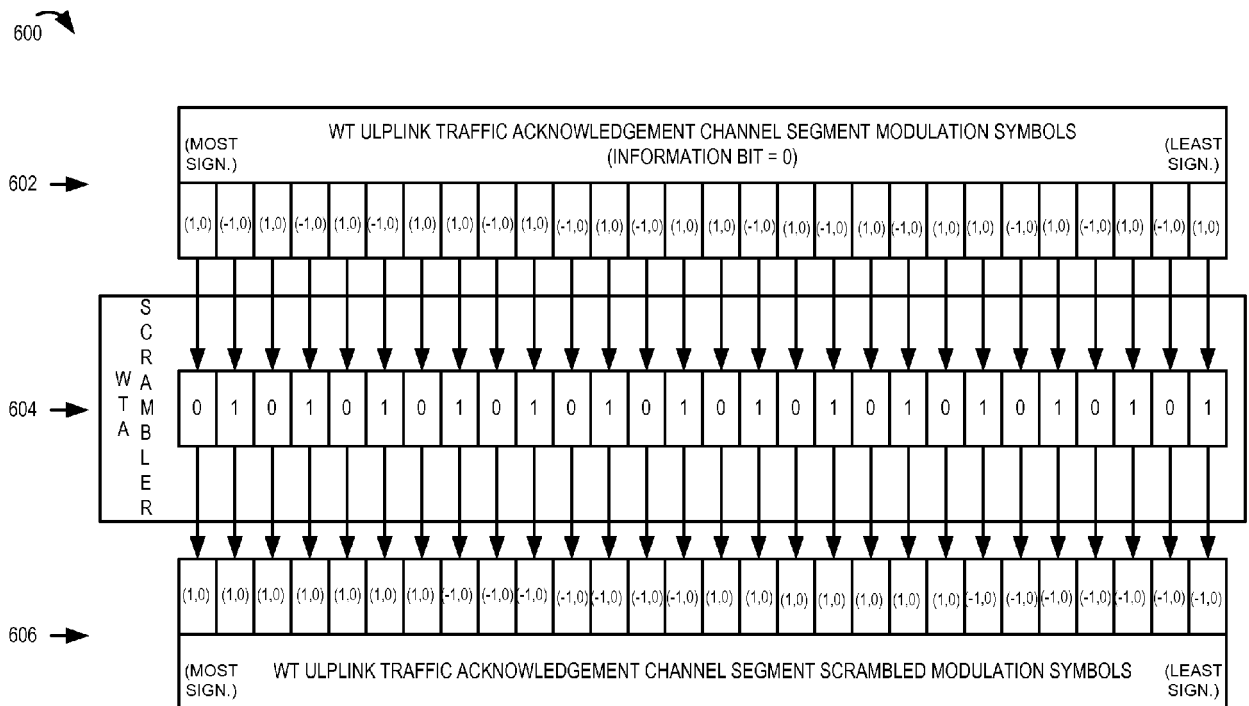 600
(MOST SIGN.)
WT ULPLINK TRAFFIC ACKNOWLEDGEMENT CHANNEL SEGMENT MODULATION SYMBOLS
(INFORMATION BIT = 0)
(LEAST SIGN.)
602
(1,0) (-1,0) (1,0) (-1,0) (1,0) (-1,0) (1,0) (1,0) (-1,0) (1,0) (-1,0) (1,0) (-1,0) (1,0) (1,0) (-1,0) (1,0) (-1,0) (1,0) (-1,0) (1,0) (1,0) (-1,0) (1,0) (-1,0) (1,0) (-1,0) (1,0)
WTA
SCRAMBLER
604
0 1 0 1 0 1 0 1 0 1 0 1 0 1 0 1 0 1 0 1 0 1 0 1 0 1 0 1
(1,0) (1,0) (1,0) (1,0) (1,0) (1,0) (1,0) (-1,0) (-1,0) (-1,0) (-1,0) (-1,0) (-1,0) (-1,0) (1,0) (1,0) (1,0) (1,0) (1,0) (1,0) (1,0) (-1,0) (-1,0) (-1,0) (-1,0) (-1,0) (-1,0) (-1,0)
606
(MOST SIGN.)
WT ULPLINK TRAFFIC ACKNOWLEDGEMENT CHANNEL SEGMENT SCRAMBLED MODULATION SYMBOLS
(LEAST SIGN.)